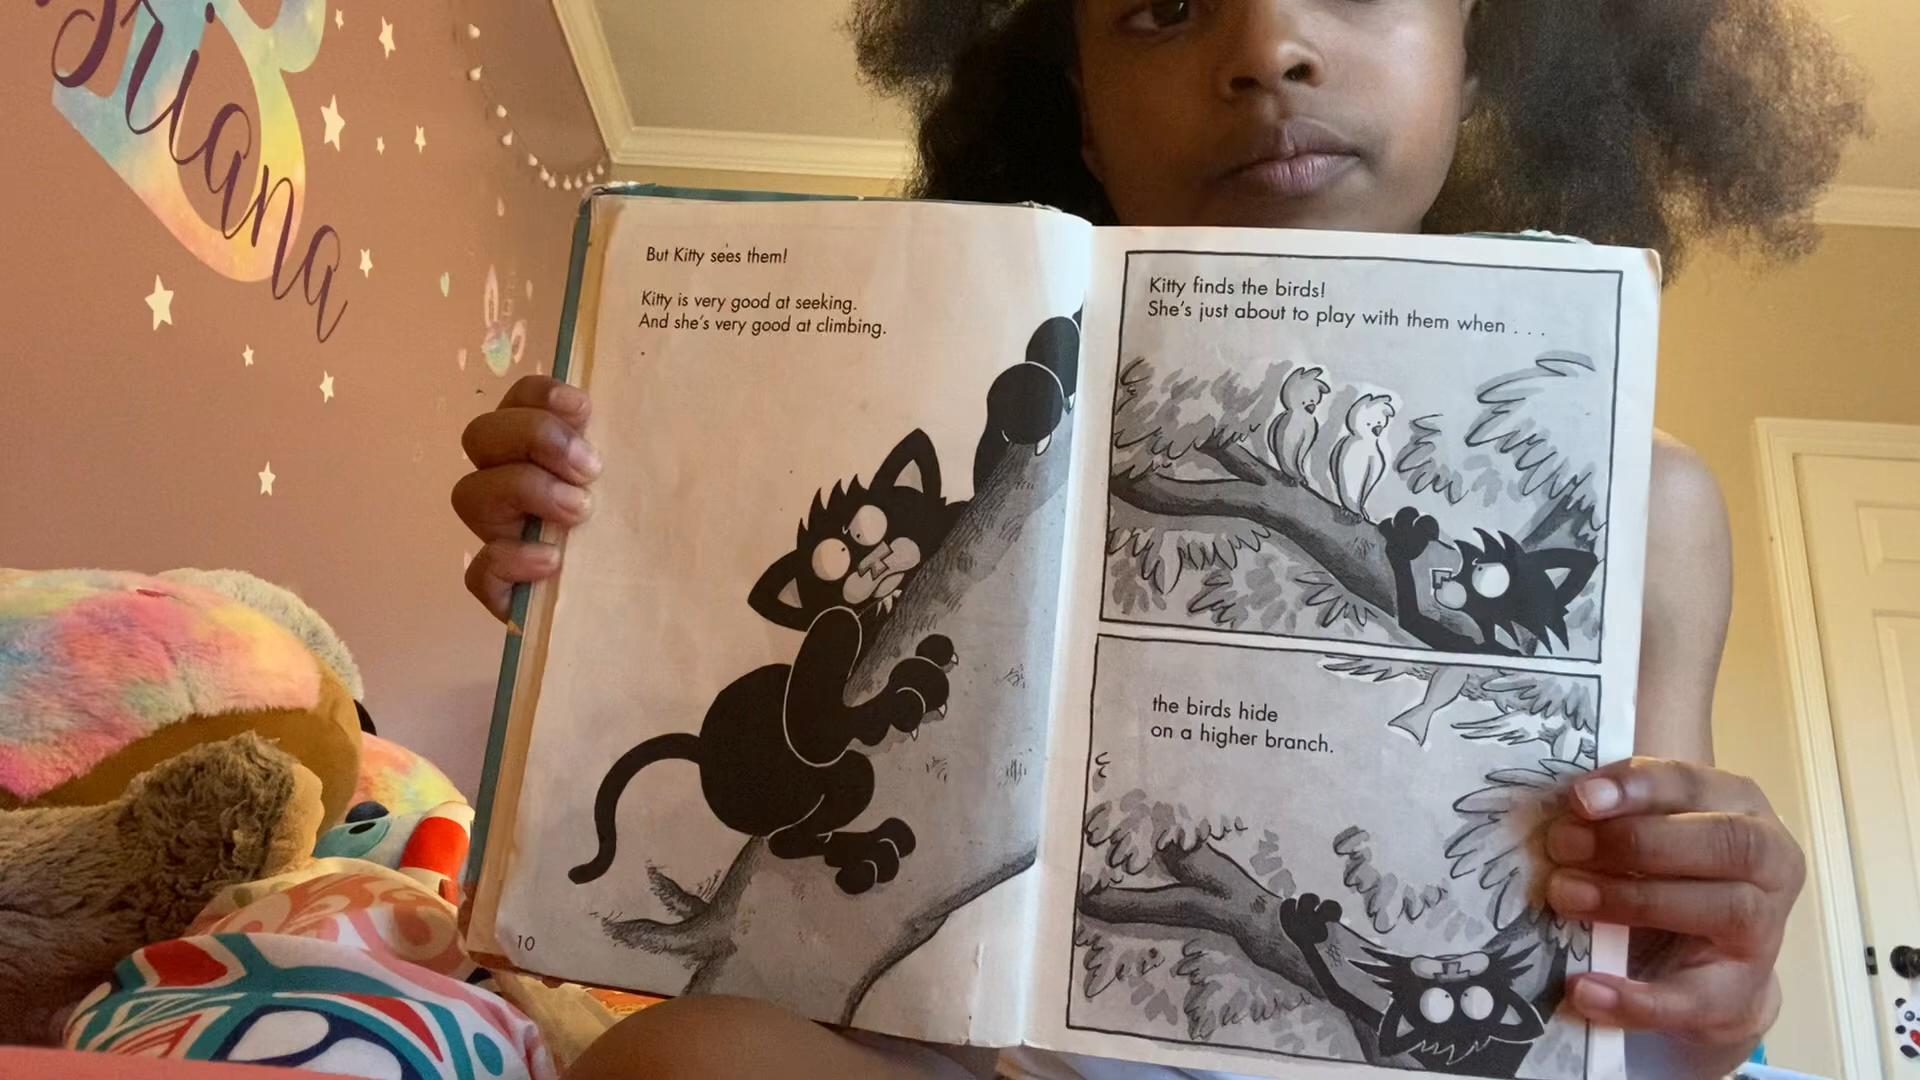 riana
But Kitty sees them!
Kitty is very good at seeking.
And she's very good at climbing.
10
Kitty finds the birds!
She's just about to play with them when . . .
the birds hide
on a higher branch.